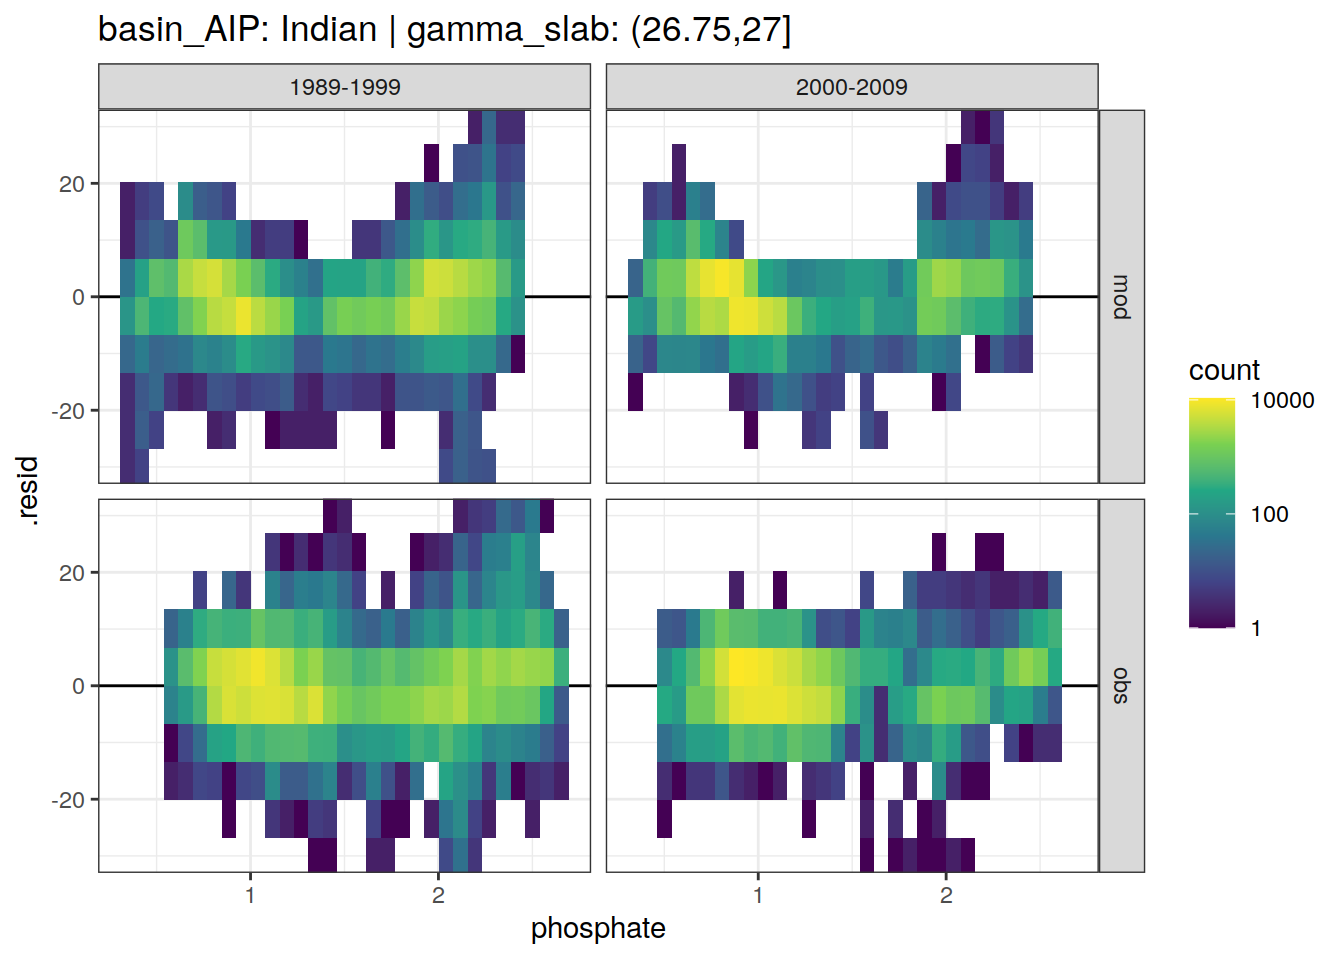 basin_AIP: Indian | gamma_slab: (26.75,27]
1989-1999
2000-2009
20
0
-20
mod
20
0
-20
obs
.resid
1
2
1
2
phosphate
count
10000
100
1